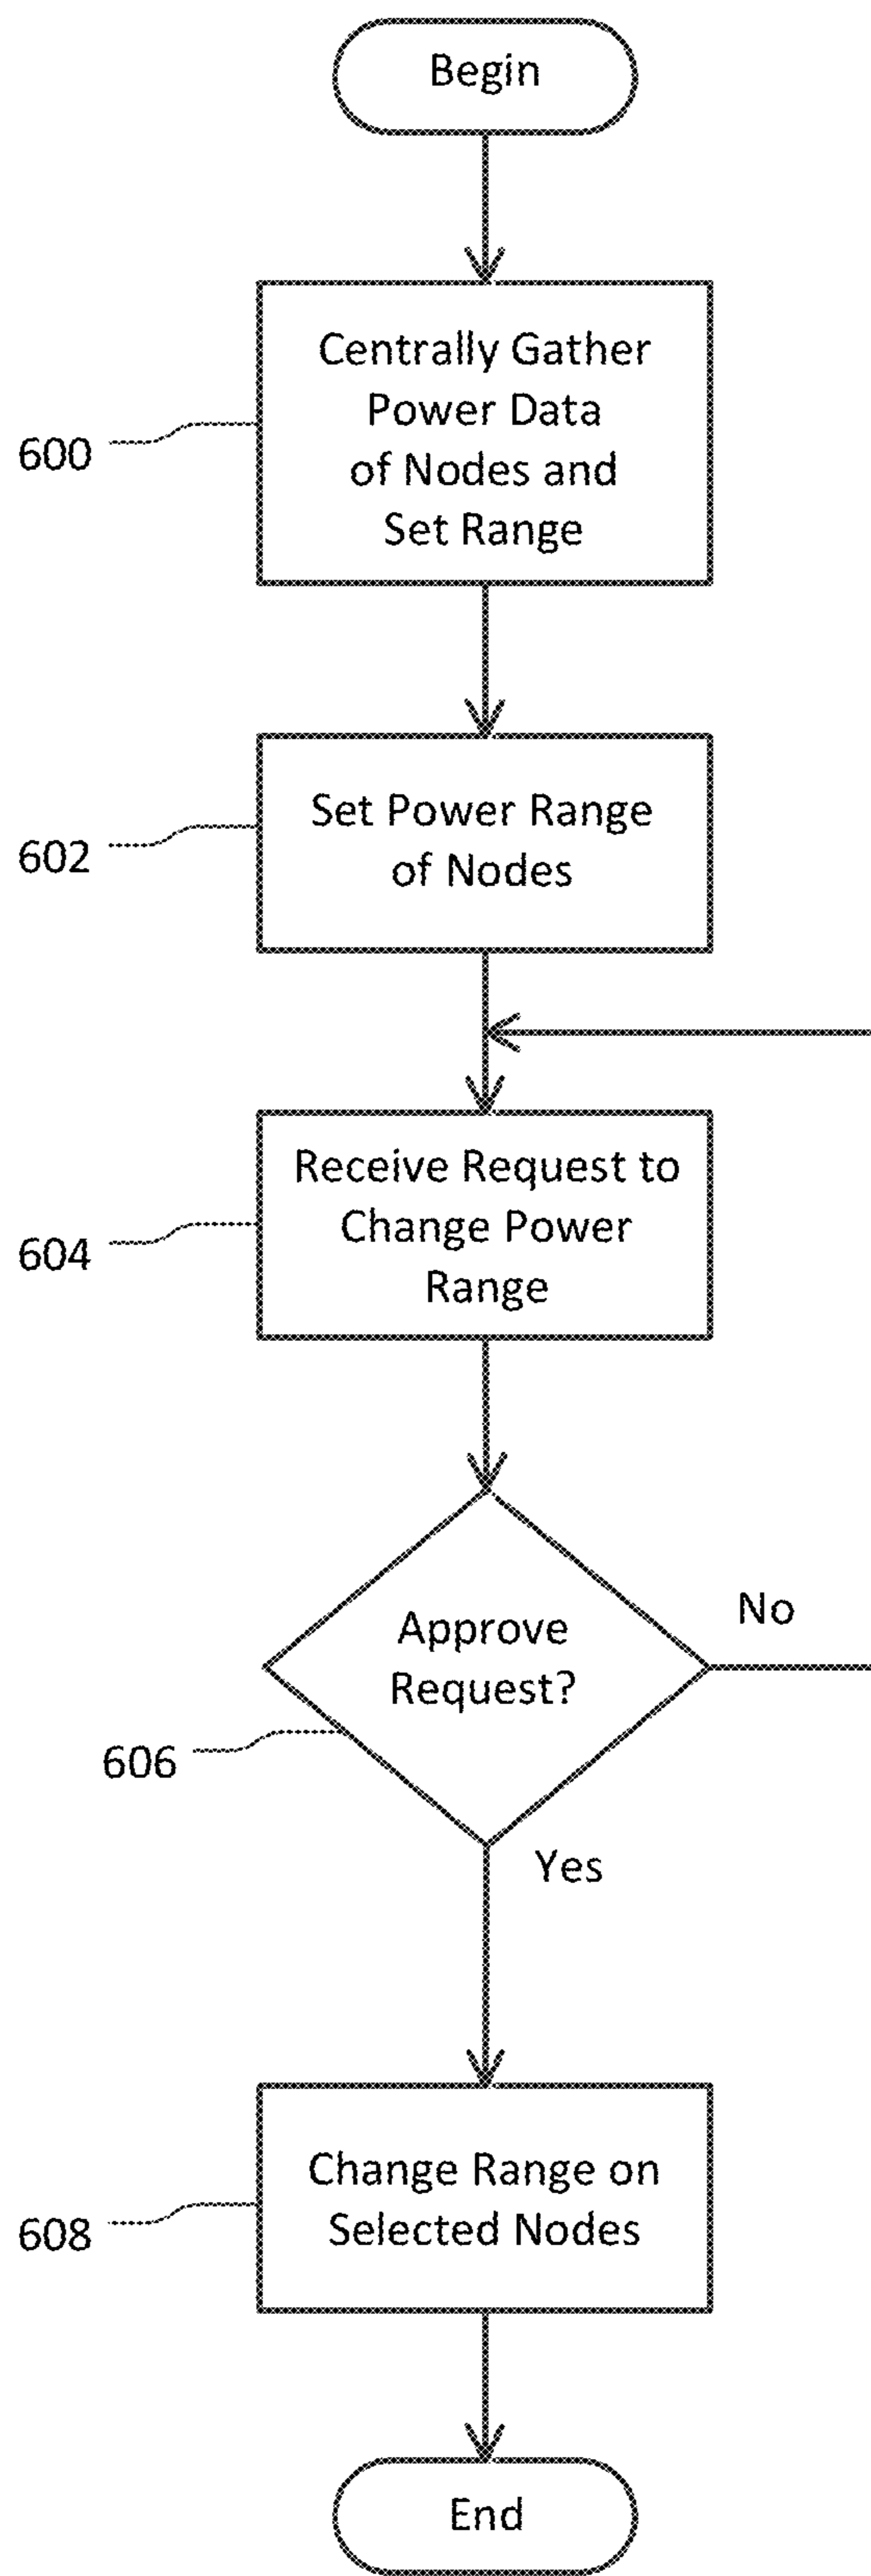 Begin
Centrally Gather
Power Data
of Nodes and
Set Range
600
Set Power Range
of Nodes
602
Receive Request to
Change Power
Range
604
Approve
Request?
No
606
Yes
Change Range on
Selected Nodes
608
End